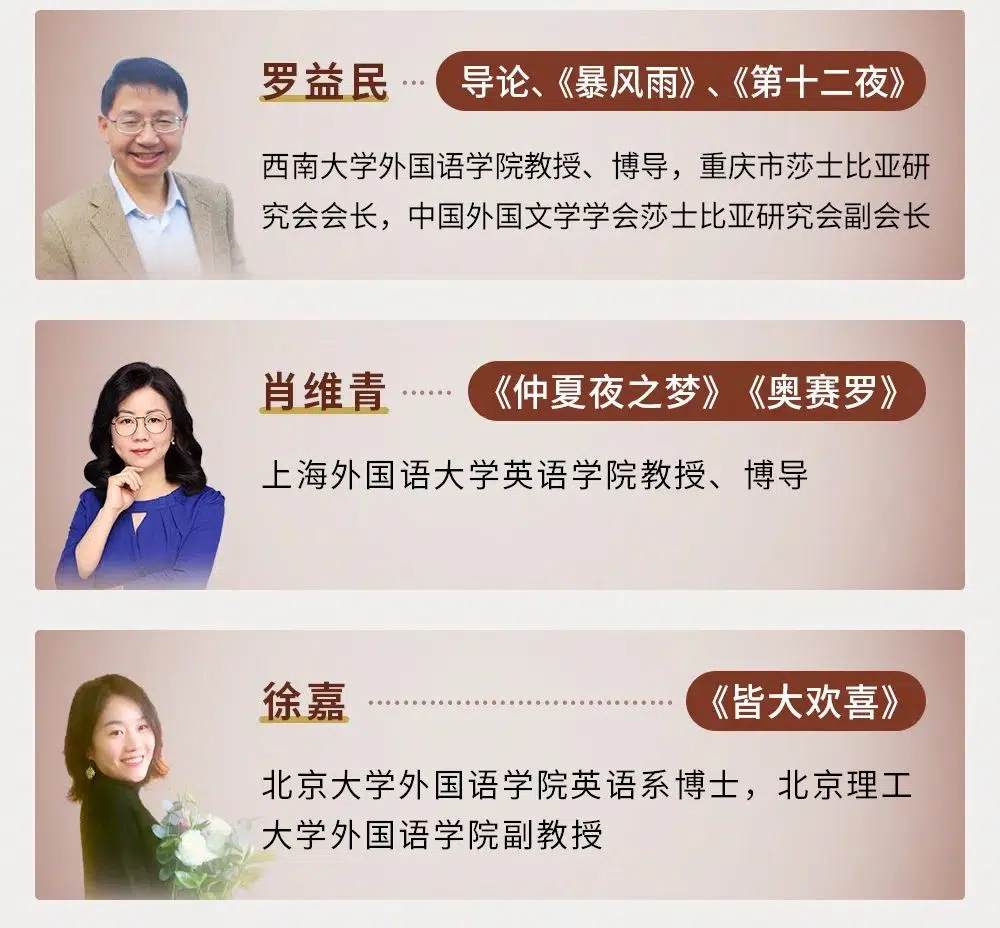 罗益民 导论、《暴风雨》、《第十二夜》
西南大学外国语学院教授、博导，重庆市莎士比亚研
究会会长，中国外国文学学会莎士比亚研究会副会长
肖维青 《仲夏夜之梦》《奥赛罗》
上海外国语大学英语学院教授、博导
徐嘉 《皆大欢喜》
北京大学外国语学院英语系博士，北京理工
大学外国语学院副教授